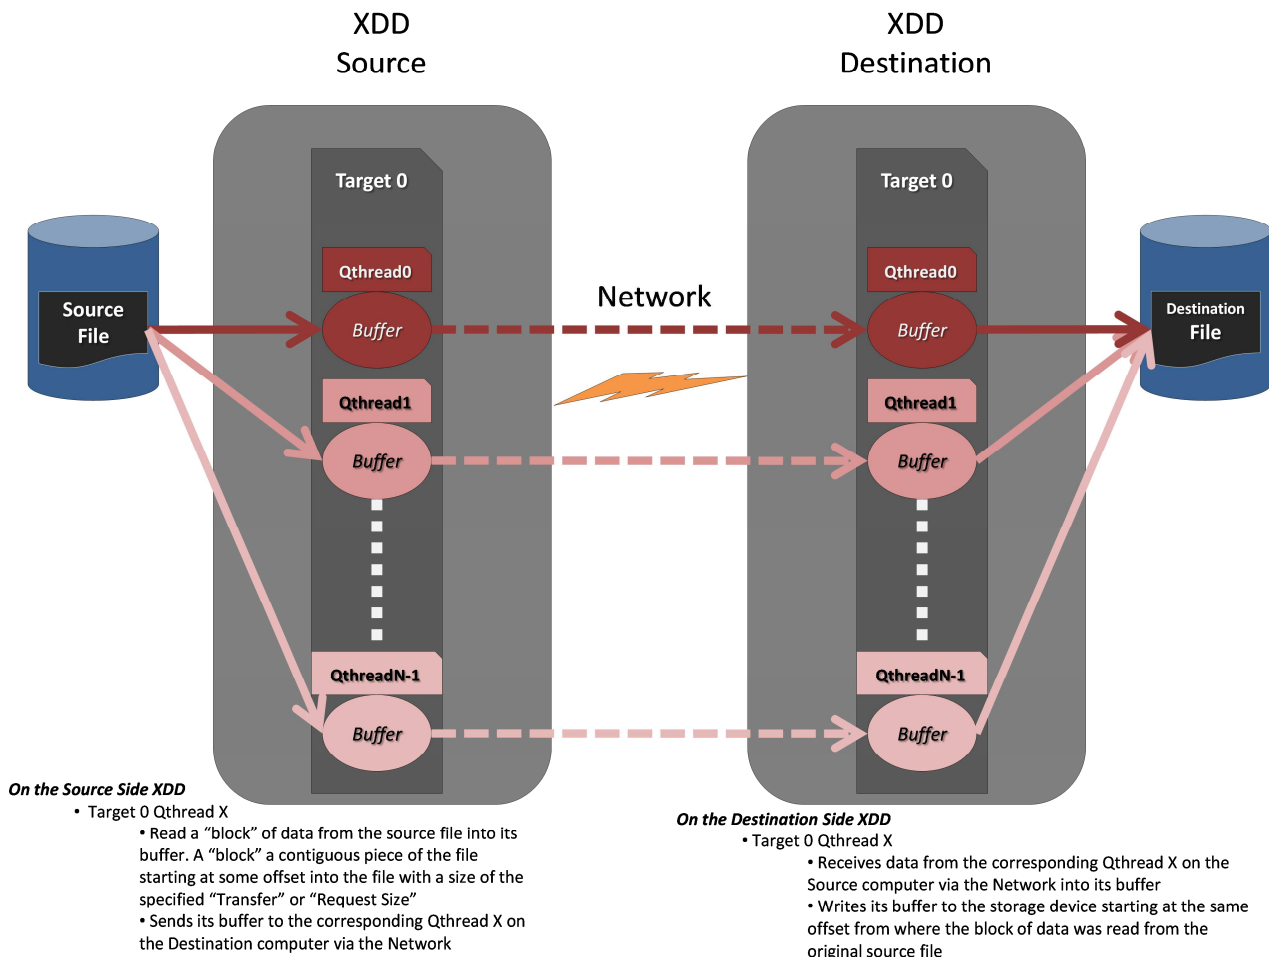 XDD
Source
XDD
Destination
Target 0
Target 0
Qthread0
Qthread0
Network
Source
File
Buffer
Buffer
Destination
File
Qthread1
Qthread1
Buffer
Buffer
QthreadN-1
QthreadN-1
Buffer
Buffer
On the Source Side XDD
• Target 0 Qthread X
• Read a “block” of data from the source file into its
buffer. A “block” a contiguous piece of the file
starting at some offset into the file with a size of the
specified “Transfer” or “Request Size”
• Sends its buffer to the corresponding Qthread X on
the Destination computer via the Network
On the Destination Side XDD
• Target 0 Qthread X
• Receives data from the corresponding Qthread X on the
Source computer via the Network into its buffer
• Writes its buffer to the storage device starting at the same
offset from where the block of data was read from the
original source file